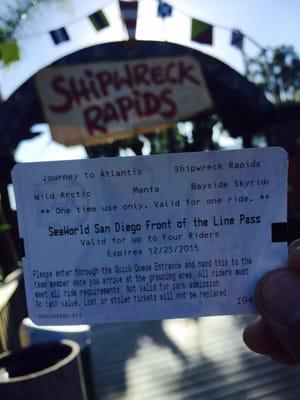 SHIPWRECK
RAPIDS
Journey to Atlantis Shipwreck Rapids
Wild Arctic Manta Bayside Skyride
** One time use only. Valid for one ride. **
SeaWorld San Diego Front of the Line Pass
Valid for up to Four Riders
Expires 12/25/2015
Please enter through the Quick Queue Entrance and hand this to the
team member once you arrive at the grouping area. All riders must
meet all ride requirements. Not valid for park admission.
No cash value. Lost or stolen tickets will not be replaced.
194